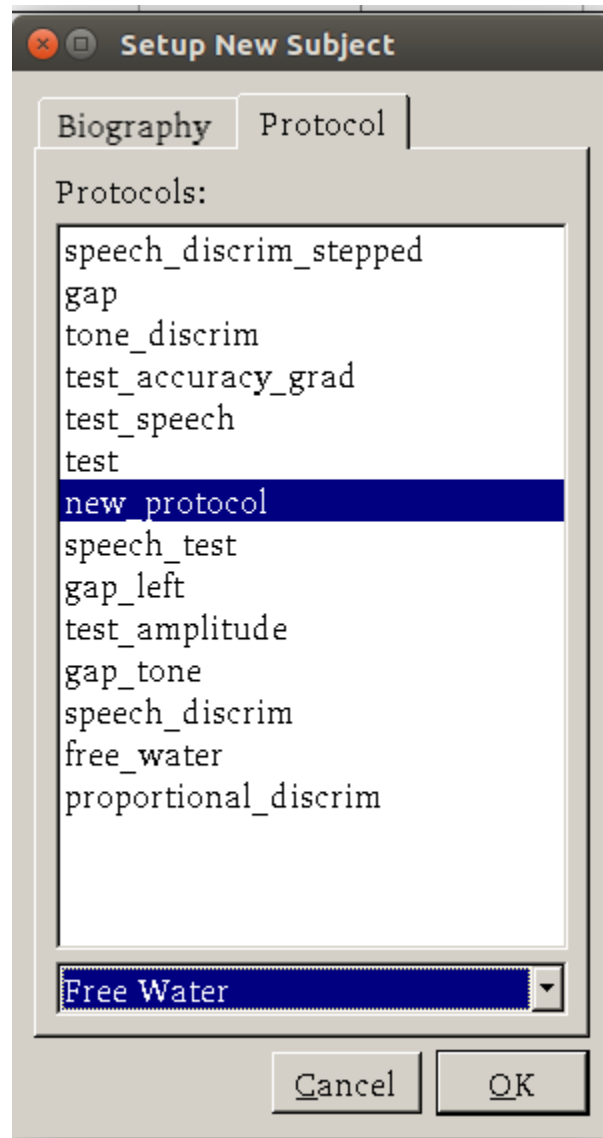 Setup New Subject
Biography Protocol
Protocols:
speech_discrim_stepped
gap
tone_discrim
test_accuracy_grad
test_speech
test
new_protocol
speech_test
gap_left
test_amplitude
gap_tone
speech_discrim
free_water
proportional_discrim
Free Water
Cancel OK